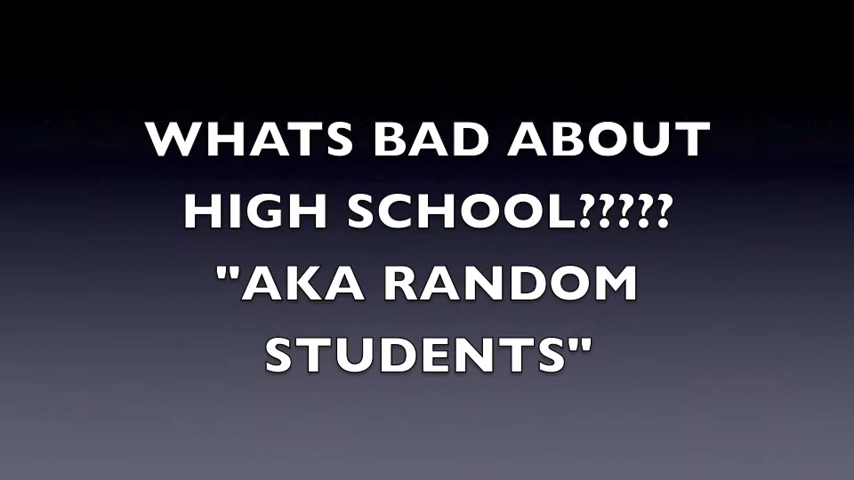 WHATS BAD ABOUT
HIGH SCHOOL?????
"AKA RANDOM
STUDENTS"